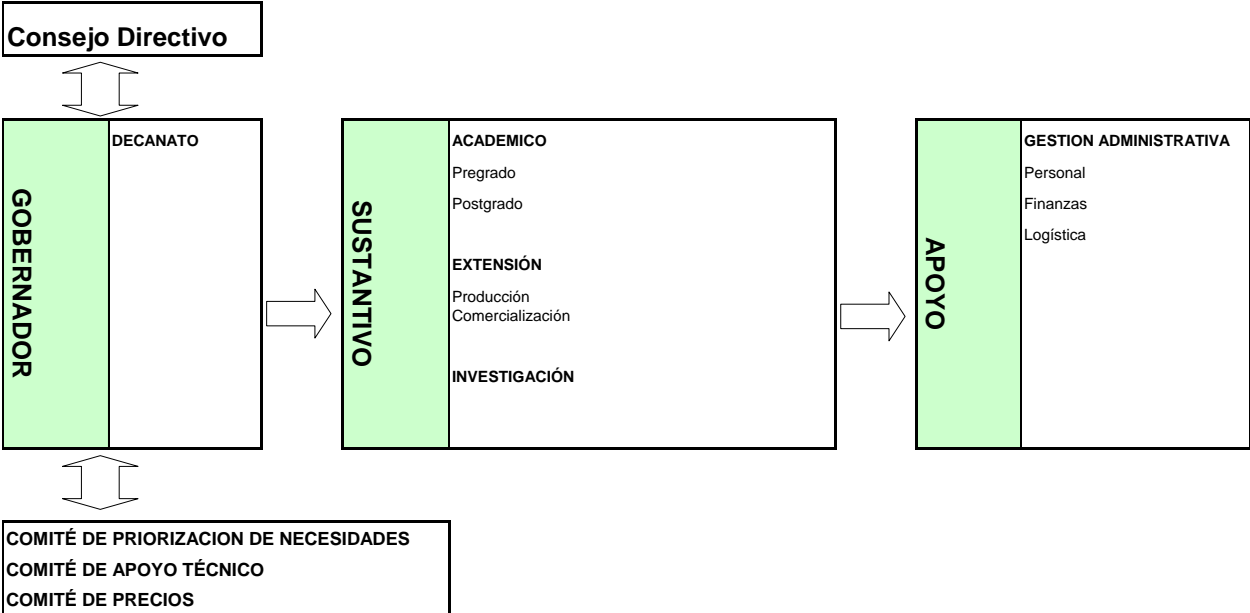 Consejo Directivo
GOBERNADOR
DECANATO
SUSTANTIVO
ACADEMICO
Pregrado
Postgrado
EXTENSIÓN
Producción
Comercialización
INVESTIGACIÓN
APOYO
GESTION ADMINISTRATIVA
Personal
Finanzas
Logística
COMITÉ DE PRIORIZACION DE NECESIDADES
COMITÉ DE APOYO TÉCNICO
COMITÉ DE PRECIOS